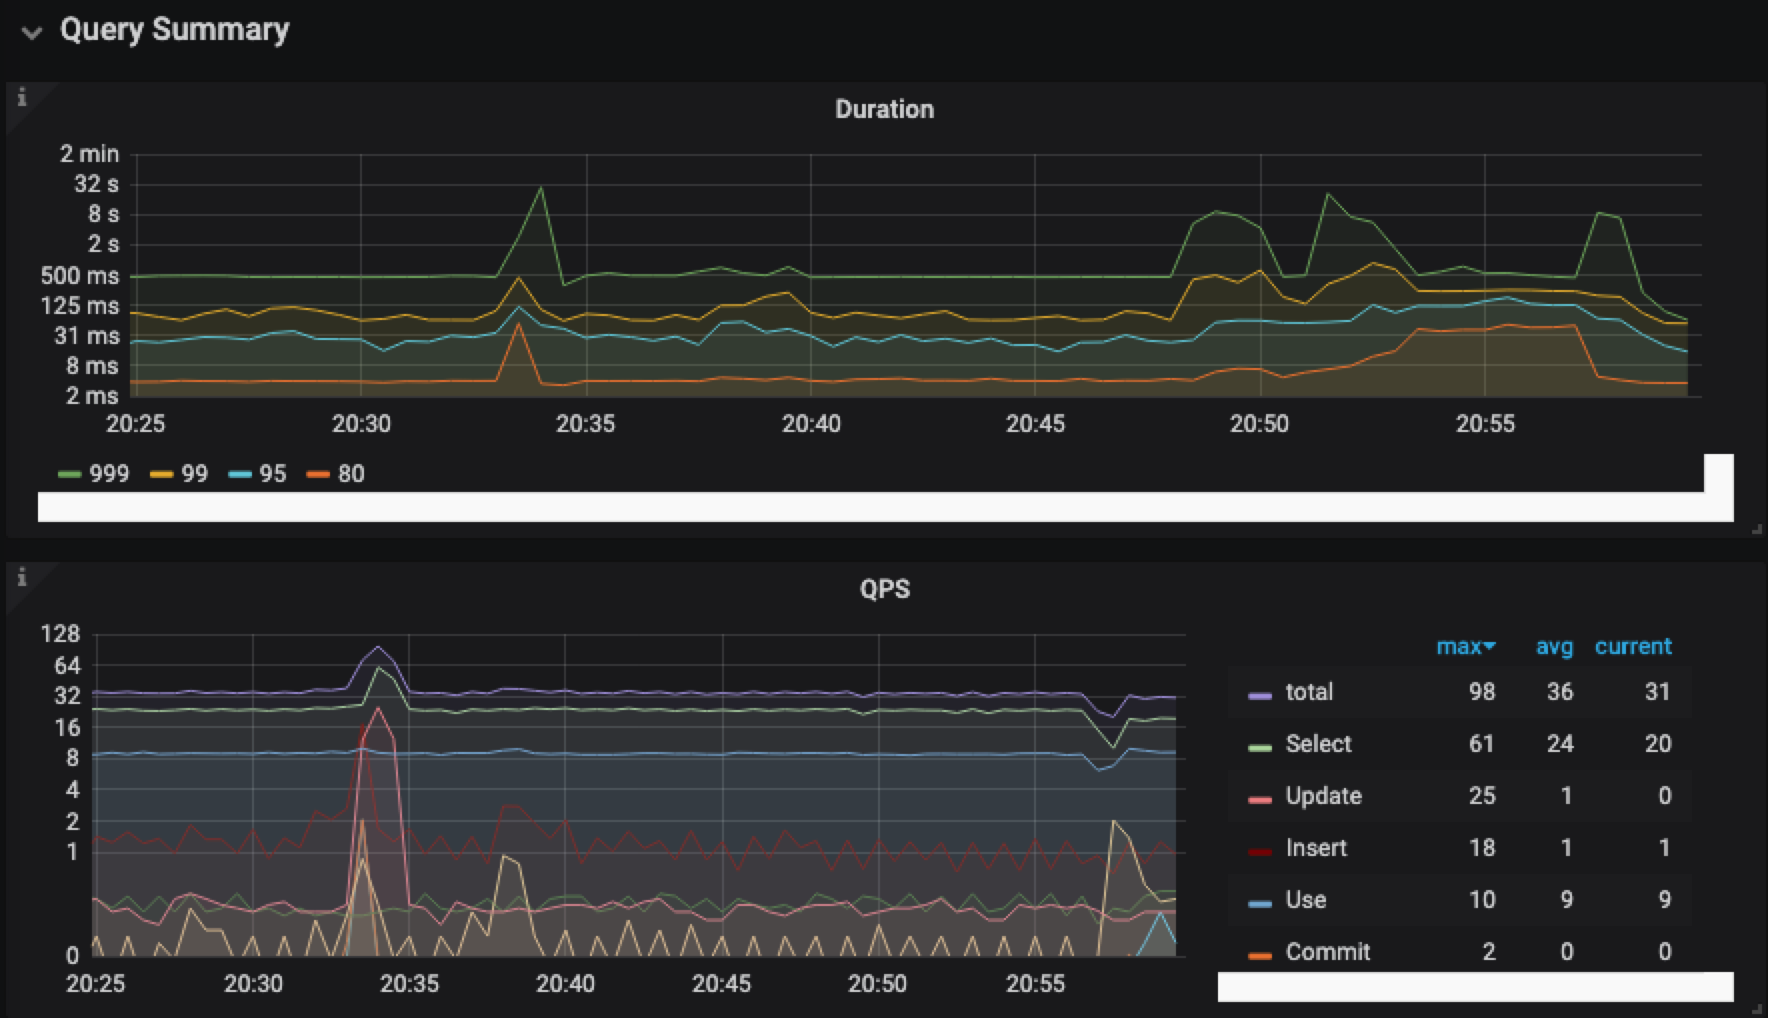 Query Summary
i
Duration
2 min
32 s
8 s
2 s
500 ms
125 ms
31 ms
8 ms
2 ms
20:25 20:30 20:35 20:40 20:45 20:50 20:55
999 99 95 80
i
QPS
128
64
32
16
8
4
2
1
0
20:25 20:30 20:35 20:40 20:45 20:50 20:55
max avg current
total 98 36 31
Select 61 24 20
Update 25 1 0
Insert 18 1 1
Use 10 9 9
Commit 2 0 0